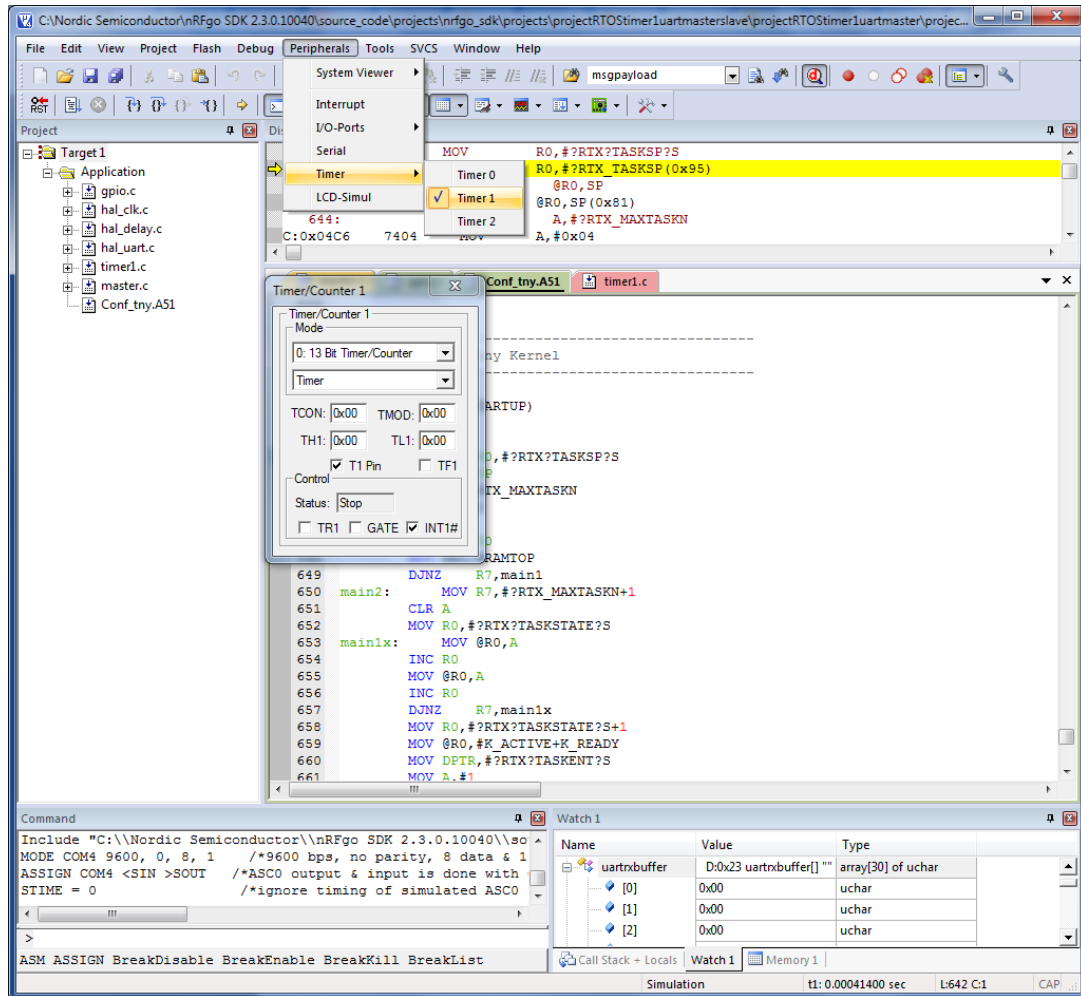 C:\Nordic Semiconductor\nRFgo SDK 2.3.0.10040\source_code\projects\nrfgo_sdk\projects\projectRTOStimer1uartmasterslave\projectRTOStimer1uartmaster\projec...
File Edit View Project Flash Debug Peripherals Tools SVCS Window Help
msgpayload
RST
System Viewer
Interrupt
I/O-Ports
Serial
Timer
LCD-Simul
Timer 0
Timer 1
Timer 2
Project
Target 1
Application
gpio.c
hal_clk.c
hal_delay.c
hal_uart.c
timer1.c
master.c
Conf_tny.A51
Di
MOV R0,#?RTX?TASKSP?S
R0,#?RTX_TASKSP(0x95)
@R0,SP
@R0,SP(0x81)
644: A,#?RTX_MAXTASKN
C:0x04C6 7404 MOV A,#0x04
Conf_tny.A51 timer1.c
Timer/Counter 1
Timer/Counter 1
Mode
0: 13 Bit Timer/Counter
Timer
TCON: 0x00 TMOD: 0x00
TH1: 0x00 TL1: 0x00
T1 Pin TF1
Control
Status: Stop
TR1 GATE INT1#
---------------------------------
ny Kernel
---------------------------------
ARTUP)
,#?RTX?TASKSP?S
TX_MAXTASKN
RAMTOP
649 DJNZ R7,main1
650 main2: MOV R7,#?RTX_MAXTASKN+1
651 CLR A
652 MOV R0,#?RTX?TASKSTATE?S
653 main1x: MOV @R0,A
654 INC R0
655 MOV @R0,A
656 INC R0
657 DJNZ R7,main1x
658 MOV R0,#?RTX?TASKSTATE?S+1
659 MOV @R0,#K_ACTIVE+K_READY
660 MOV DPTR,#?RTX?TASKENT?S
661 MOV A,#1
Command
Include "C:\\Nordic Semiconductor\\nRFgo SDK 2.3.0.10040\\so
MODE COM4 9600, 0, 8, 1 /*9600 bps, no parity, 8 data & 1
ASSIGN COM4 <SIN >SOUT /*ASC0 output & input is done with
STIME = 0 /*ignore timing of simulated ASC0
>
ASM ASSIGN BreakDisable BreakEnable BreakKill BreakList
Watch 1
Name Value Type
uartrxbuffer D:0x23 uartrxbuffer[] "" array[30] of uchar
[0] 0x00 uchar
[1] 0x00 uchar
[2] 0x00 uchar
Call Stack + Locals Watch 1 Memory 1
Simulation t1: 0.00041400 sec L:642 C:1 CAP